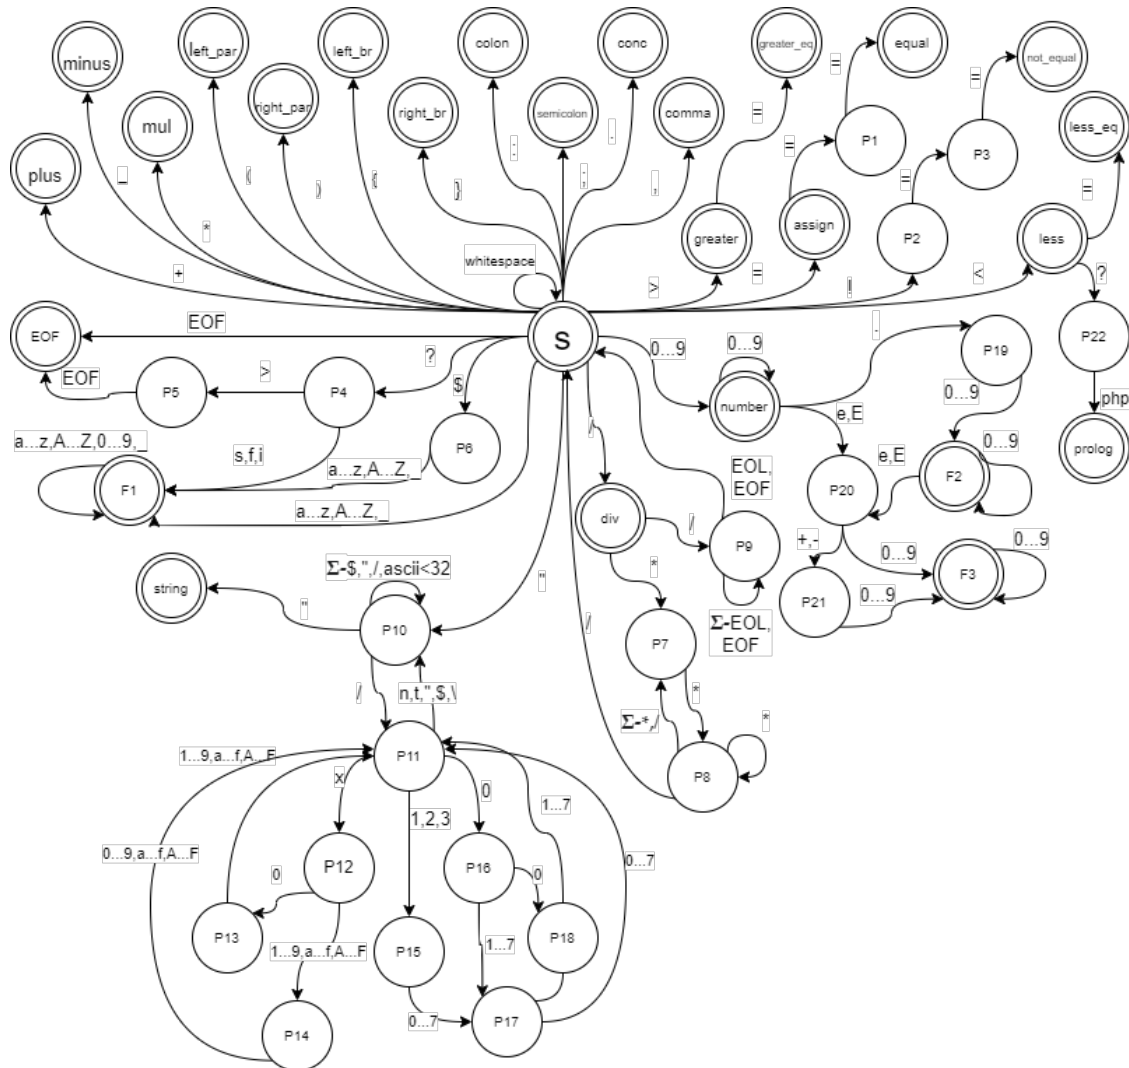 left_par
left_br
colon
conc
greater_eq
equal
minus
not_equal
right_par
right_br
semicolon
comma
mul
less_eq
P1
P3
plus
=
=
=
=
=
=
_
(
)
{
}
:
;
.
,
*
+
whitespace
greater
assign
P2
less
>
=
!
<
?
EOF
EOF
S
P22
P19
.
EOF
P5
>
P4
?
$
0...9
0...9
number
e,E
0...9
php
prolog
a...z,A...Z,0...9,_
s,f,i
P6
/
F1
a...z,A...Z,_
a...z,A...Z,_
EOL,
EOF
e,E
0...9
P20
F2
div
/
P9
+,-
0...9
0...9
F3
Σ-$,",/,ascii<32
string
"
"
*
P10
P21
0...9
Σ-EOL,
EOF
/
P7
*
/
n,t,",$,\
Σ-*,/
*
P8
1...9,a...f,A...F
P11
x
0
1,2,3
1...7
0...9,a...f,A...F
P12
P16
0...7
0
0
P13
1...9,a...f,A...F
P15
1...7
P18
0...7
P17
P14